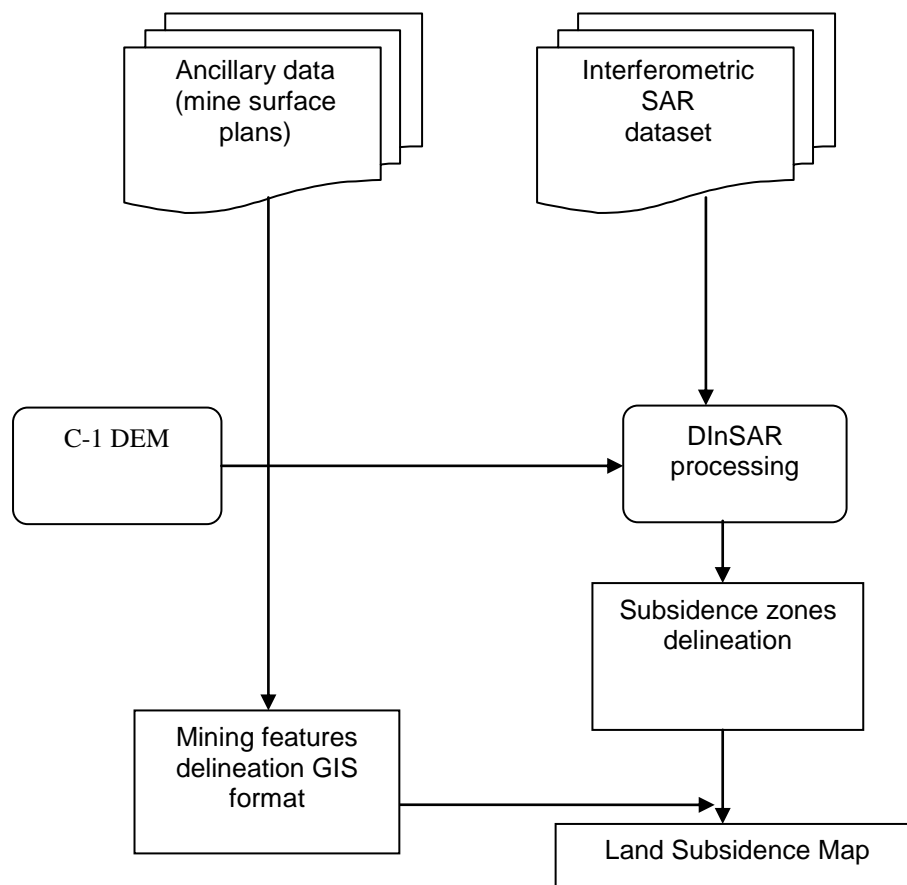 Ancillary data
(mine surface
plans)
Interferometric
SAR
dataset
C-1 DEM
DInSAR
processing
Subsidence zones
delineation
Mining features
delineation GIS
format
Land Subsidence Map